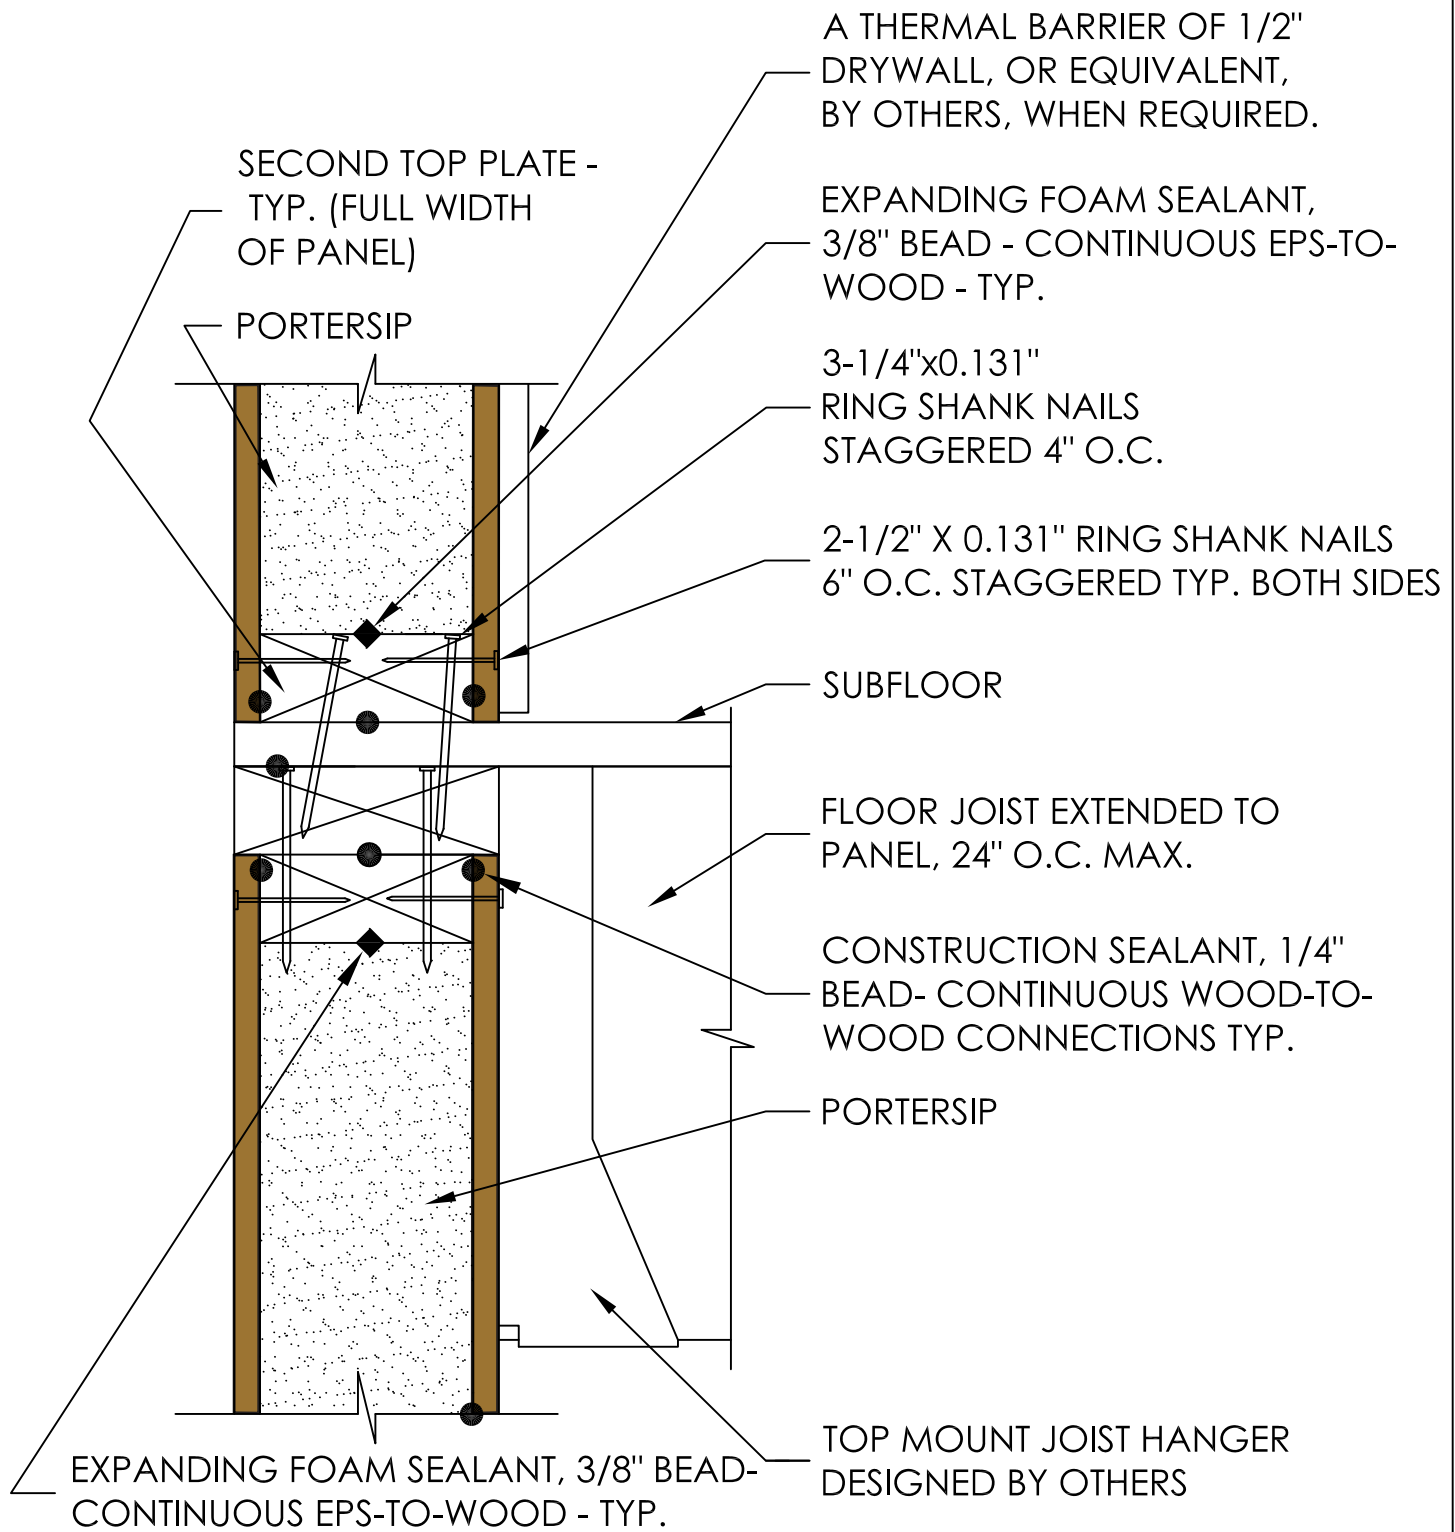 A THERMAL BARRIER OF 1/2"
DRYWALL, OR EQUIVALENT,
BY OTHERS, WHEN REQUIRED.
SECOND TOP PLATE -
TYP. (FULL WIDTH
OF PANEL)
EXPANDING FOAM SEALANT,
3/8" BEAD - CONTINUOUS EPS-TO-
WOOD - TYP.
PORTERSIP
3-1/4"x0.131"
RING SHANK NAILS
STAGGERED 4" O.C.
2-1/2" X 0.131" RING SHANK NAILS
6" O.C. STAGGERED TYP. BOTH SIDES
SUBFLOOR
FLOOR JOIST EXTENDED TO
PANEL, 24" O.C. MAX.
CONSTRUCTION SEALANT, 1/4"
BEAD- CONTINUOUS WOOD-TO-
WOOD CONNECTIONS TYP.
PORTERSIP
TOP MOUNT JOIST HANGER
DESIGNED BY OTHERS
EXPANDING FOAM SEALANT, 3/8" BEAD-
CONTINUOUS EPS-TO-WOOD - TYP.